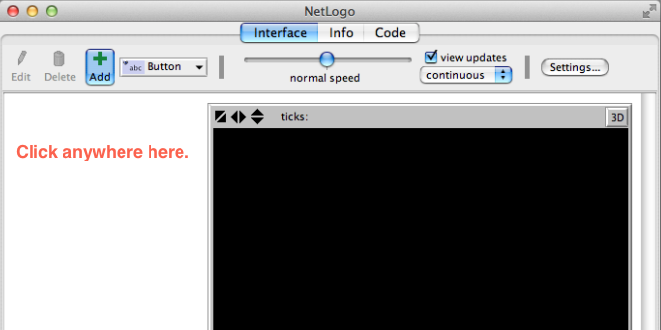 NetLogo
Interface Info Code
Edit Delete Add abc Button normal speed view updates continuous Settings...
ticks: 3D
Click anywhere here.